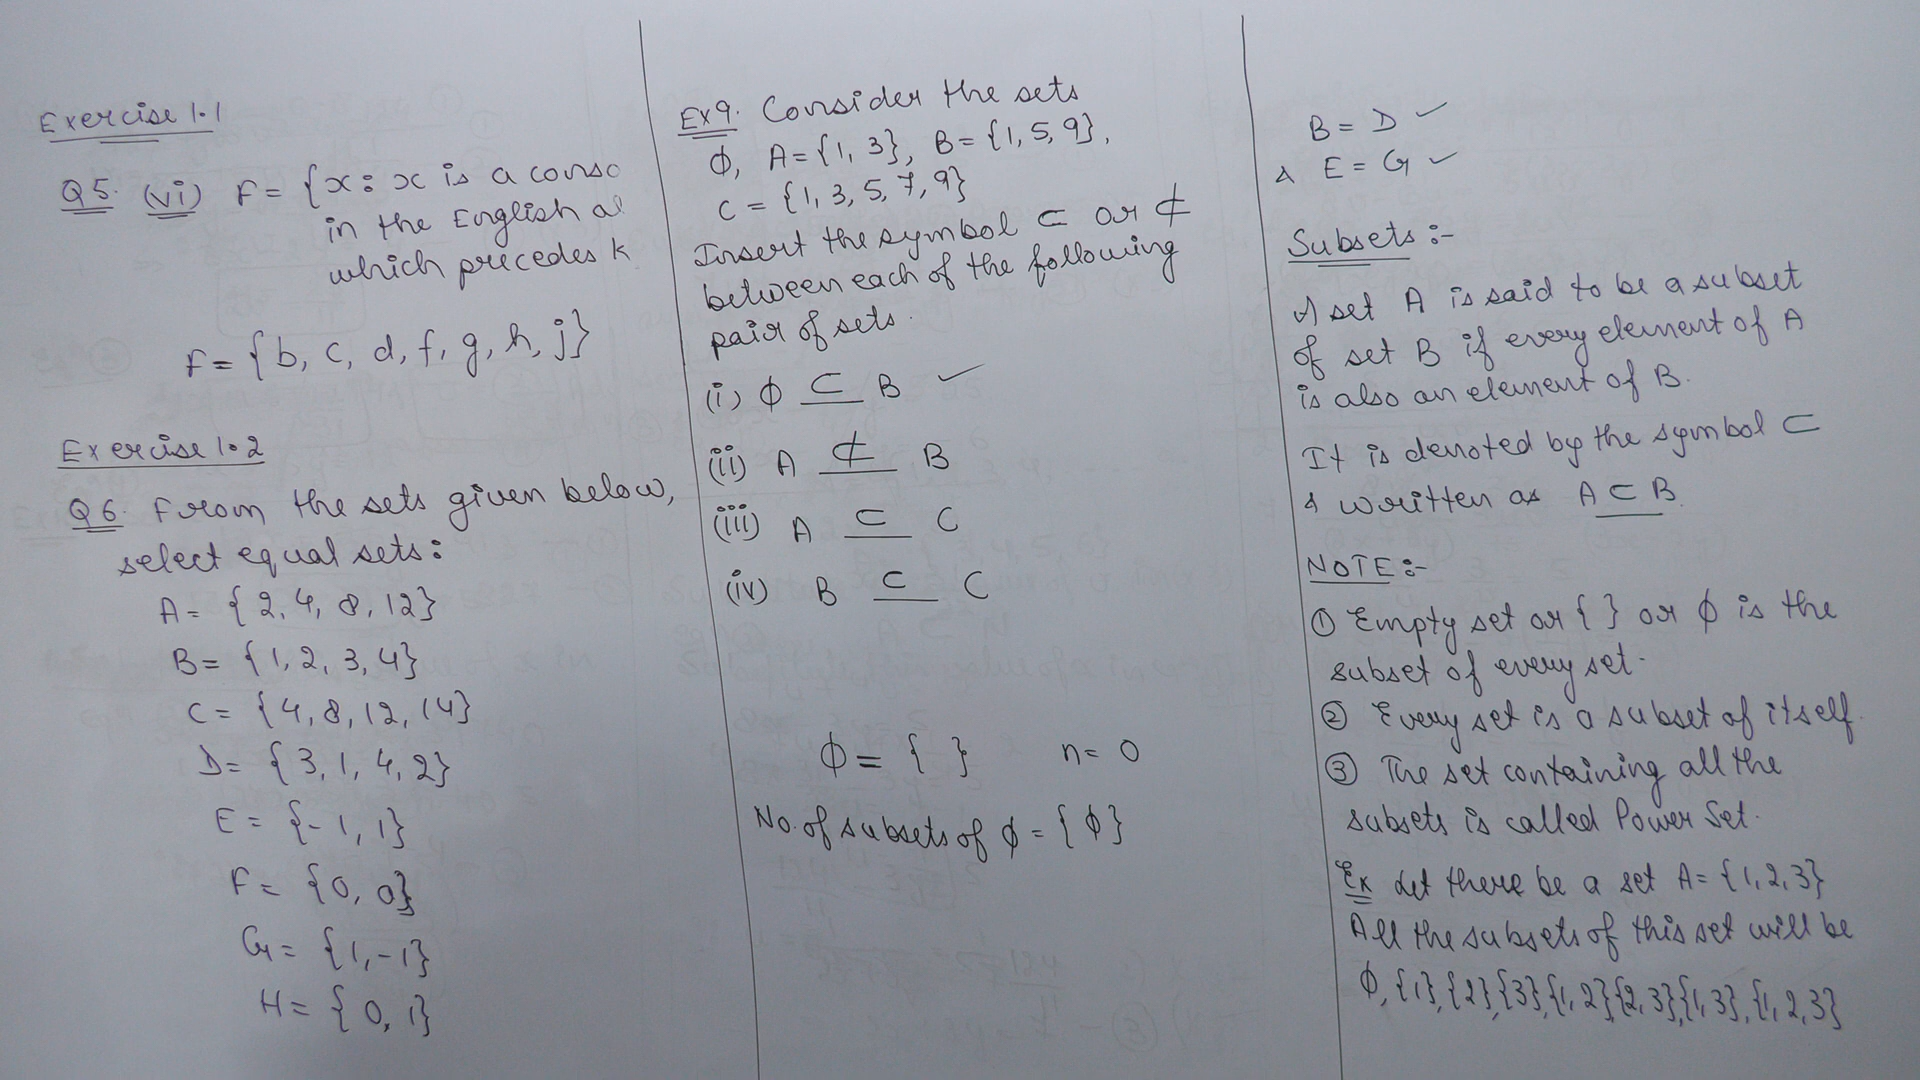 Exercise 1.1
Q5. (vi) F = {x : x is a conso
in the English al
which precedes k
F = {b, c, d, f, g, h, j}
Exercise 1.2
Q6. From the sets given below,
select equal sets:
A = {2, 4, 8, 12}
B = {1, 2, 3, 4}
C = {4, 8, 12, 14}
D = {3, 1, 4, 2}
E = {-1, 1}
F = {0, 0}
G = {1, -1}
H = {0, 1}
Ex9. Consider the sets
ϕ, A = {1, 3}, B = {1, 5, 9},
C = {1, 3, 5, 7, 9}
Insert the symbol ⊂ or ⊄
between each of the following
pair of sets.
(i) ϕ ⊂ B ✓
(ii) A ⊄ B
(iii) A ⊂ C
(iv) B ⊂ C
ϕ = { } n = 0
No. of subsets of ϕ = {ϕ}
B = D ✓
& E = G ✓
Subsets :-
A set A is said to be a subset
of set B if every element of A
is also an element of B.
It is denoted by the symbol ⊂
& written as A ⊂ B.
NOTE :-
① Empty set or { } or ϕ is the
subset of every set.
② Every set is a subset of itself.
③ The set containing all the
subsets is called Power Set.
Ex Let there be a set A = {1, 2, 3}
All the subsets of this set will be
ϕ, {1}, {2}, {3}, {1, 2}, {2, 3}, {1, 3}, {1, 2, 3}